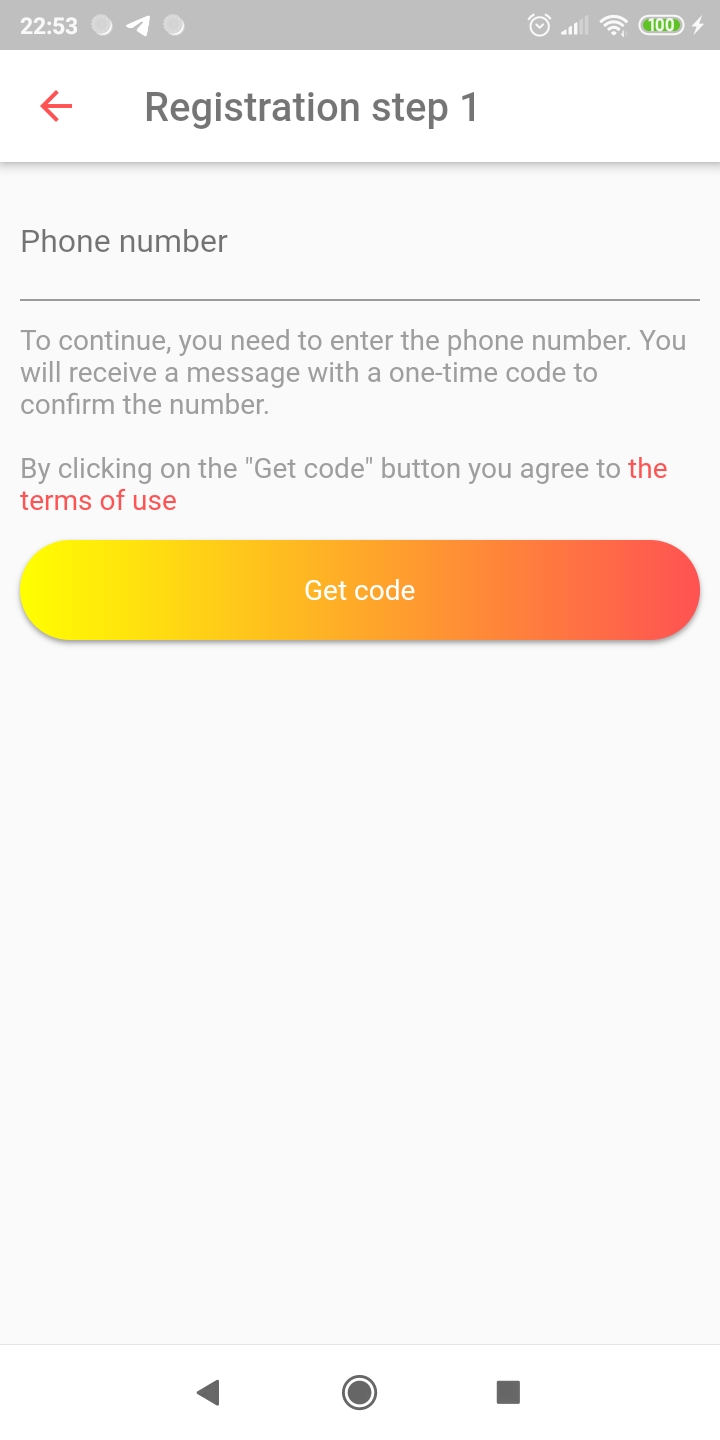 22:53
100
Registration step 1
Phone number
To continue, you need to enter the phone number. You
will receive a message with a one-time code to
confirm the number.
By clicking on the "Get code" button you agree to the
terms of use
Get code